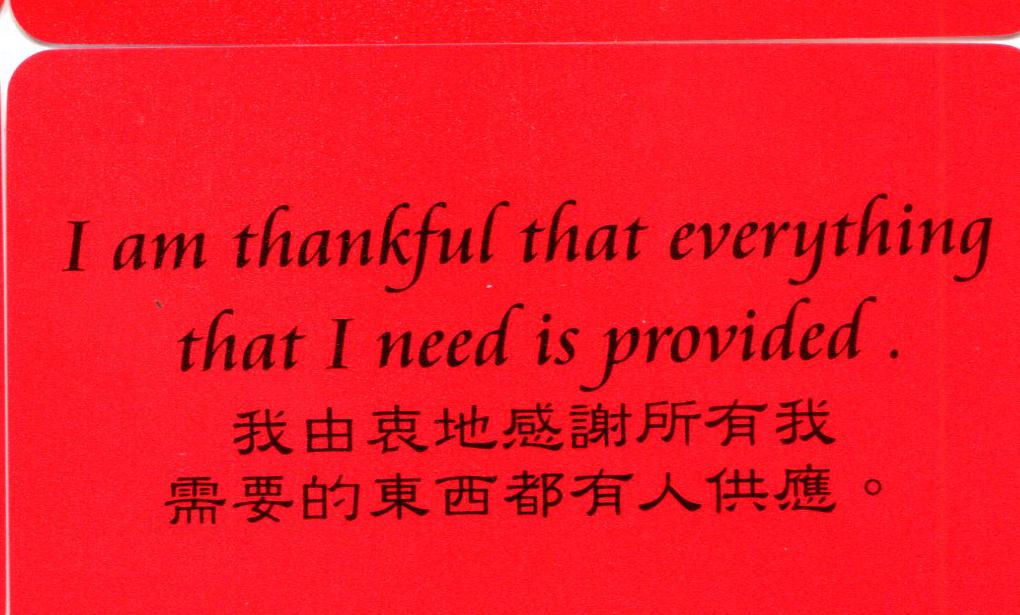 I am thankful that everything
that I need is provided .
我由衷地感謝所有我
需要的東西都有人供應。